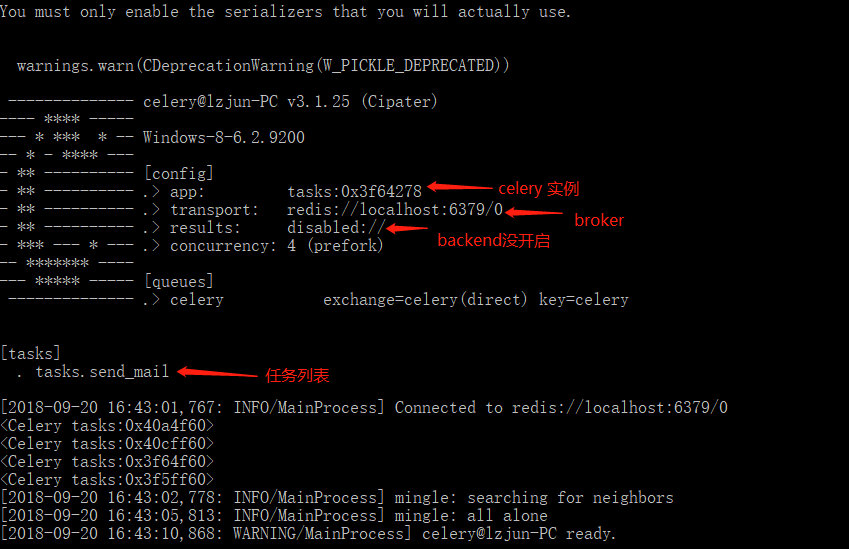 You must only enable the serializers that you will actually use.
warnings.warn(CDeprecationWarning(W_PICKLE_DEPRECATED))
-------------- celery@lzjun-PC v3.1.25 (Cipater)
---- **** -----
--- * ***  * -- Windows-8-6.2.9200
-- * - **** ---
- ** ---------- [config]
- ** ---------- .> app:         tasks:0x3f64278 celery 实例
- ** ---------- .> transport:   redis://localhost:6379/0 broker
- ** ---------- .> results:     disabled:// backend没开启
- *** --- * --- .> concurrency: 4 (prefork)
-- ******* ----
--- ***** ----- [queues]
-------------- .> celery           exchange=celery(direct) key=celery
[tasks]
. tasks.send_mail 任务列表
[2018-09-20 16:43:01,767: INFO/MainProcess] Connected to redis://localhost:6379/0
<Celery tasks:0x40a4f60>
<Celery tasks:0x40cff60>
<Celery tasks:0x3f64f60>
<Celery tasks:0x3f5ff60>
[2018-09-20 16:43:02,778: INFO/MainProcess] mingle: searching for neighbors
[2018-09-20 16:43:05,813: INFO/MainProcess] mingle: all alone
[2018-09-20 16:43:10,868: WARNING/MainProcess] celery@lzjun-PC ready.